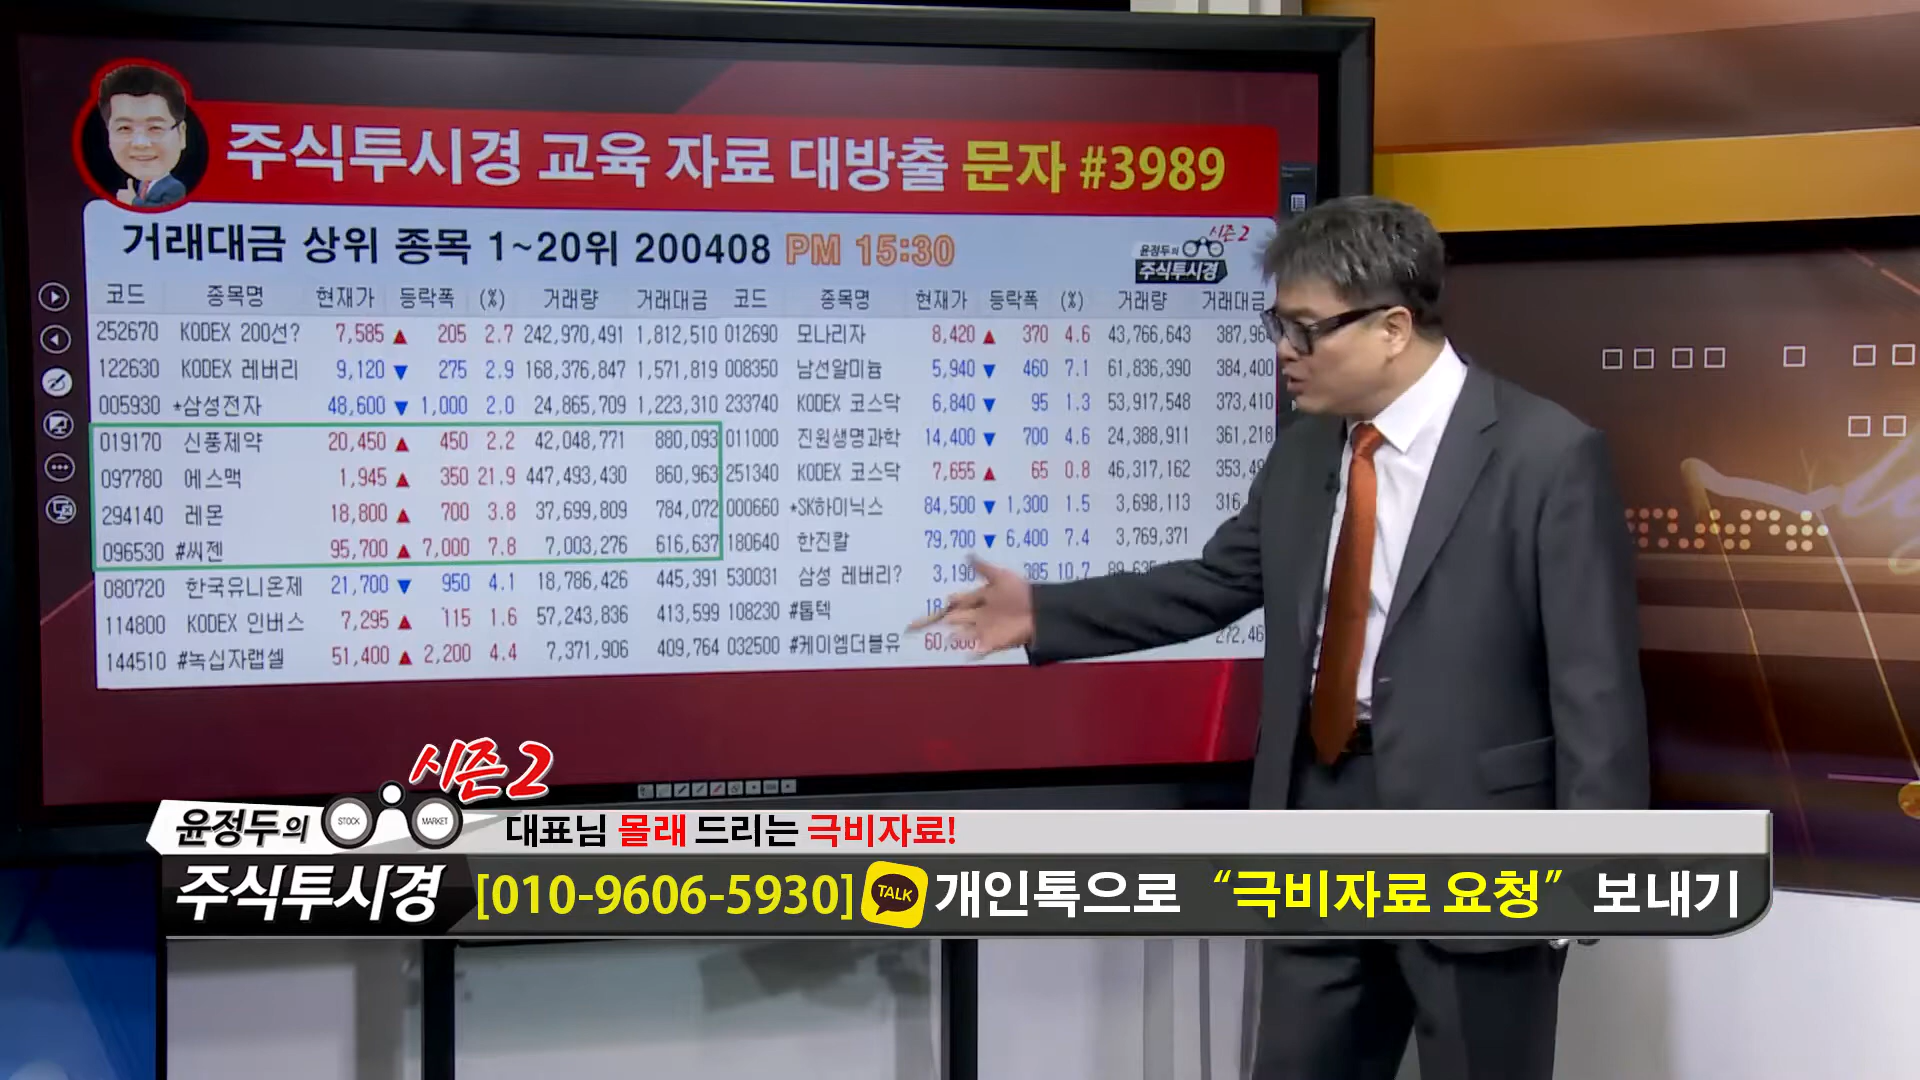 주식투시경 교육 자료 대방출 문자 #3989
거래대금 상위 종목 1~20위 200408 PM 15:30
시즌2
윤정두의
주식투시경
코드 종목명 현재가 등락폭 (%) 거래량 거래대금 코드 종목명 현재가 등락폭 (%) 거래량 거래대금
252670 KODEX 200선? 7,585 ▲ 205 2.7 242,970,491 1,812,510 012690 모나리자 8,420 ▲ 370 4.6 43,766,643 387,964
122630 KODEX 레버리 9,120 ▼ 275 2.9 168,376,847 1,571,819 008350 남선알미늄 5,940 ▼ 460 7.1 61,836,390 384,400
005930 *삼성전자 48,600 ▼ 1,000 2.0 24,865,709 1,223,310 233740 KODEX 코스닥 6,840 ▼ 95 1.3 53,917,548 373,410
019170 신풍제약 20,450 ▲ 450 2.2 42,048,771 880,093 011000 진원생명과학 14,400 ▼ 700 4.6 24,388,911 361,218
097780 에스맥 1,945 ▲ 350 21.9 447,493,430 860,963 251340 KODEX 코스닥 7,655 ▲ 65 0.8 46,317,162
294140 레몬 18,800 ▲ 700 3.8 37,699,809 784,072 000660 *SK하이닉스 84,500 ▼ 1,300 1.5 3,698,113
096530 #씨젠 95,700 ▲ 7,000 7.8 7,003,276 616,637 180640 한진칼 79,700 ▼ 6,400 7.4 3,769,371
080720 한국유니온제 21,700 ▼ 950 4.1 18,786,426 445,391 530031 삼성 레버리? 385 10.7
114800 KODEX 인버스 7,295 ▲ 115 1.6 57,243,836 413,599 108230 #톱텍
144510 #녹십자랩셀 51,400 ▲ 2,200 4.4 7,371,906 409,764 032500 #케이엠더블유
시즌2
윤정두의 STOCK MARKET
주식투시경
대표님 몰래 드리는 극비자료!
[010-9606-5930] TALK 개인톡으로 “극비자료 요청” 보내기